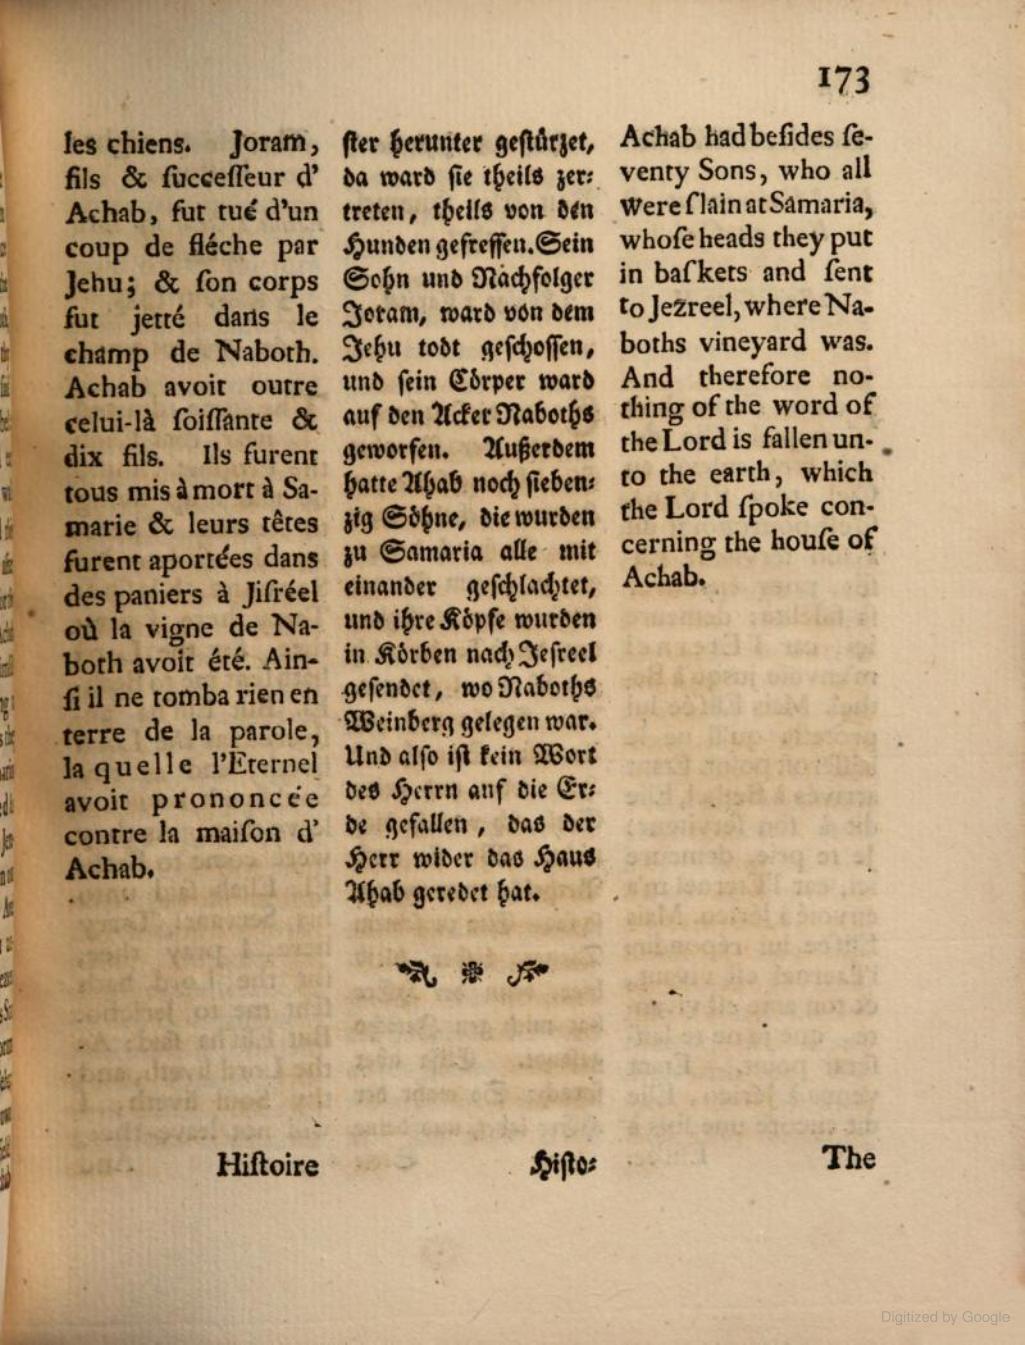 173
les chiens. Joram,
fils & ſucceſſeur d'
Achab, fut tué d'un
coup de fléche par
Jehu; & ſon corps
fut jetté dans le
champ de Naboth.
Achab avoit outre
celui-là ſoiſſante &
dix fils. Ils furent
tous mis à mort à Sa-
marie & leurs têtes
furent aportées dans
des paniers à Jiſréel
où la vigne de Na-
both avoit été. Ain-
ſi il ne tomba rien en
terre de la parole,
la quelle l'Eternel
avoit prononcée
contre la maiſon d'
Achab.
Hiſtoire
ſter herunter geſtürzet,
da ward ſie theils zer-
treten, theils von den
Hunden gefreſſen. Sein
Sohn und Nachfolger
Joram, ward von dem
Jehu todt geſchoſſen,
und ſein Cörper ward
auf den Acker Naboths
geworfen. Außerdem
hatte Ahab noch ſieben-
zig Söhne, die wurden
zu Samaria alle mit
einander geſchlachtet,
und ihre Köpfe wurden
in Körben nach Jeſreel
geſendet, wo Naboths
Weinberg gelegen war.
Und alſo iſt kein Wort
des Herrn auf die Er-
de gefallen, das der
Herr wider das Haus
Ahab geredet hat.
Hiſto-
Achab had beſides ſe-
venty Sons, who all
Were ſlain at Samaria,
whoſe heads they put
in baſkets and ſent
to Jezreel, where Na-
boths vineyard was.
And therefore no-
thing of the word of
the Lord is fallen un-
to the earth, which
the Lord ſpoke con-
cerning the houſe of
Achab.
The
Digitized by Google